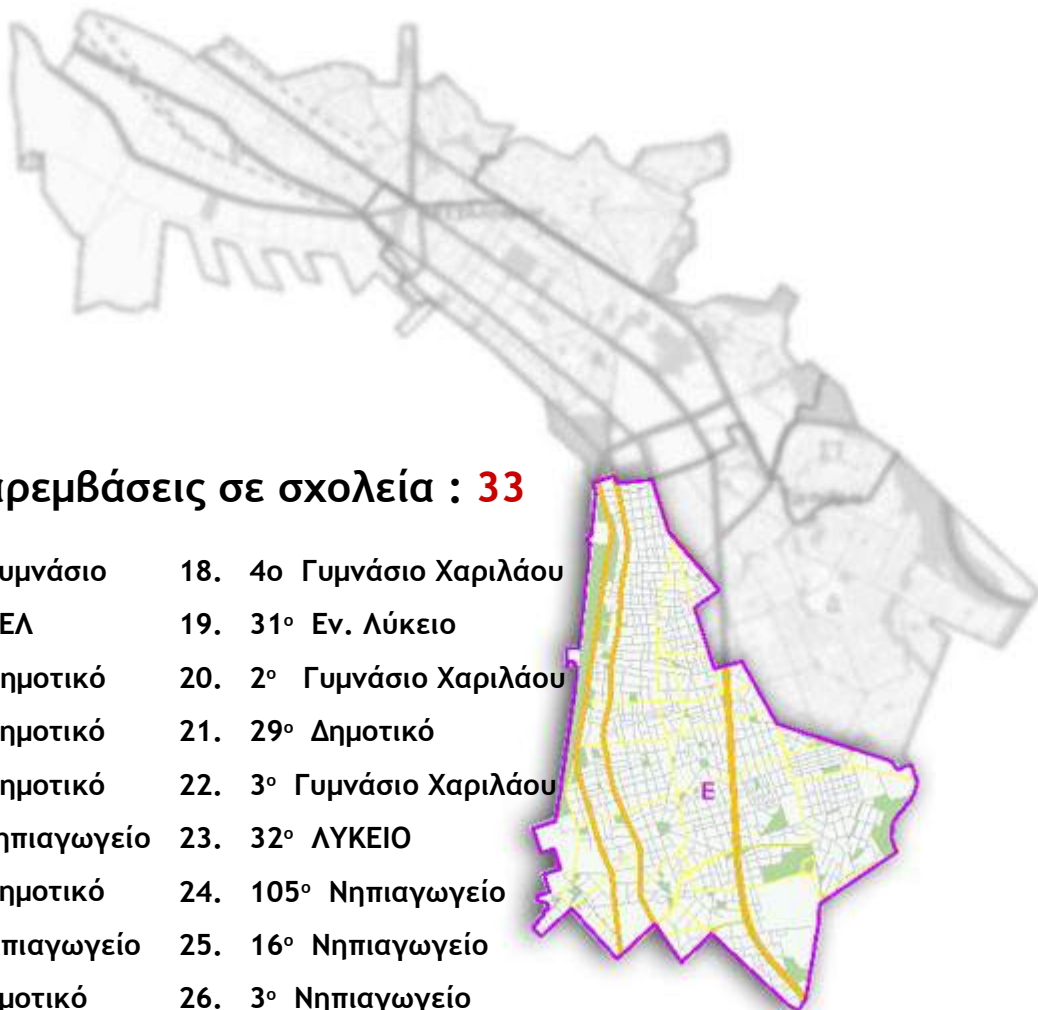 αρεμβάσεις σε σχολεία : 33
υμνάσιο 18. 4ο Γυμνάσιο Χαριλάου
ΕΛ 19. 31ο Εν. Λύκειο
ημοτικό 20. 2ο Γυμνάσιο Χαριλάου
ημοτικό 21. 29ο Δημοτικό
ημοτικό 22. 3ο Γυμνάσιο Χαριλάου
ηπιαγωγείο 23. 32ο ΛΥΚΕΙΟ
ημοτικό 24. 105ο Νηπιαγωγείο
πιαγωγείο 25. 16ο Νηπιαγωγείο
μοτικό 26. 3ο Νηπιαγωγείο
Ε